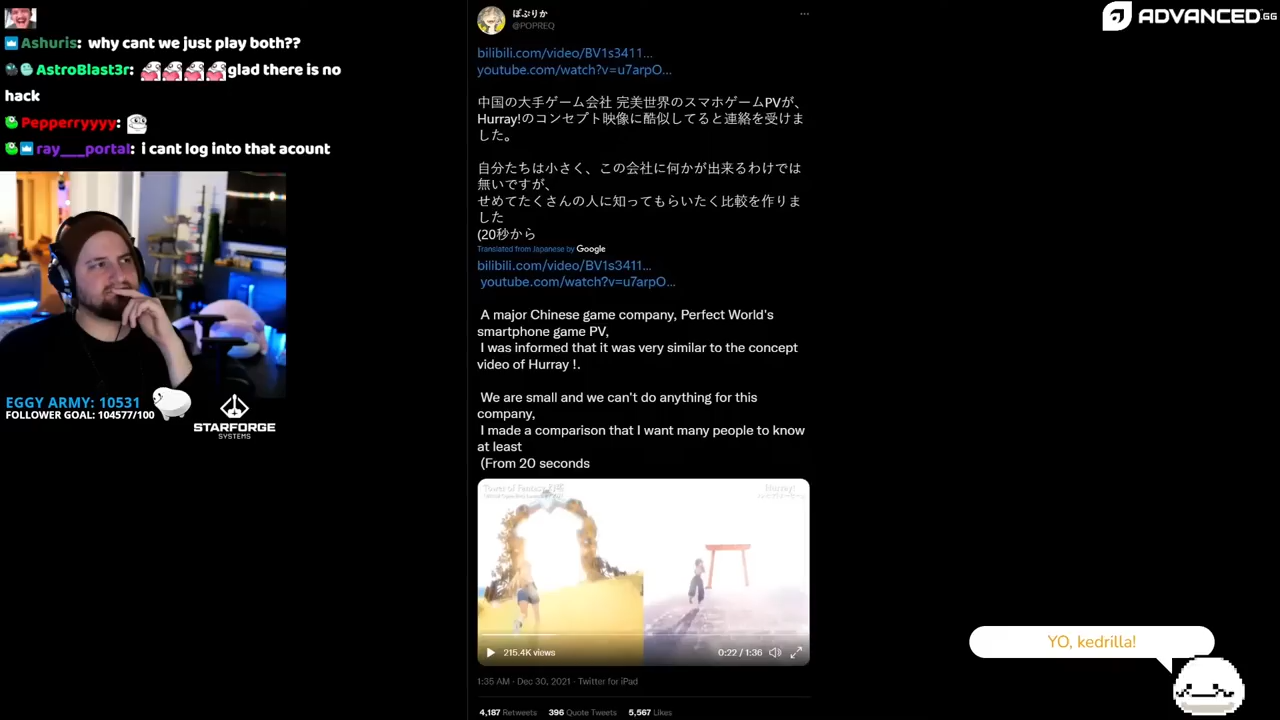 Ashuris: why cant we just play both??
AstroBlast3r: glad there is no
hack
Pepperryyyy:
ray___portal: i cant log into that acount
EGGY ARMY: 10531
FOLLOWER GOAL: 104577/100
STARFORGE
SYSTEMS
ぽぷりか
@POPREQ
bilibili.com/video/BV1s3411...
youtube.com/watch?v=u7arpO...
中国の大手ゲーム会社 完美世界のスマホゲームPVが、
Hurray!のコンセプト映像に酷似してると連絡を受けま
した。
自分たちは小さく、この会社に何かが出来るわけでは
無いですが、
せめてたくさんの人に知ってもらいたく比較を作りま
した
(20秒から
Translated from Japanese by Google
bilibili.com/video/BV1s3411...
youtube.com/watch?v=u7arpO...
A major Chinese game company, Perfect World's
smartphone game PV,
I was informed that it was very similar to the concept
video of Hurray !.
We are small and we can't do anything for this
company,
I made a comparison that I want many people to know
at least
(From 20 seconds
Tower of Fantasy
Hurray!
215.4K views
0:22 / 1:36
1:35 AM · Dec 30, 2021 · Twitter for iPad
4,187 Retweets 396 Quote Tweets 5,567 Likes
ADVANCED.GG
YO, kedrilla!